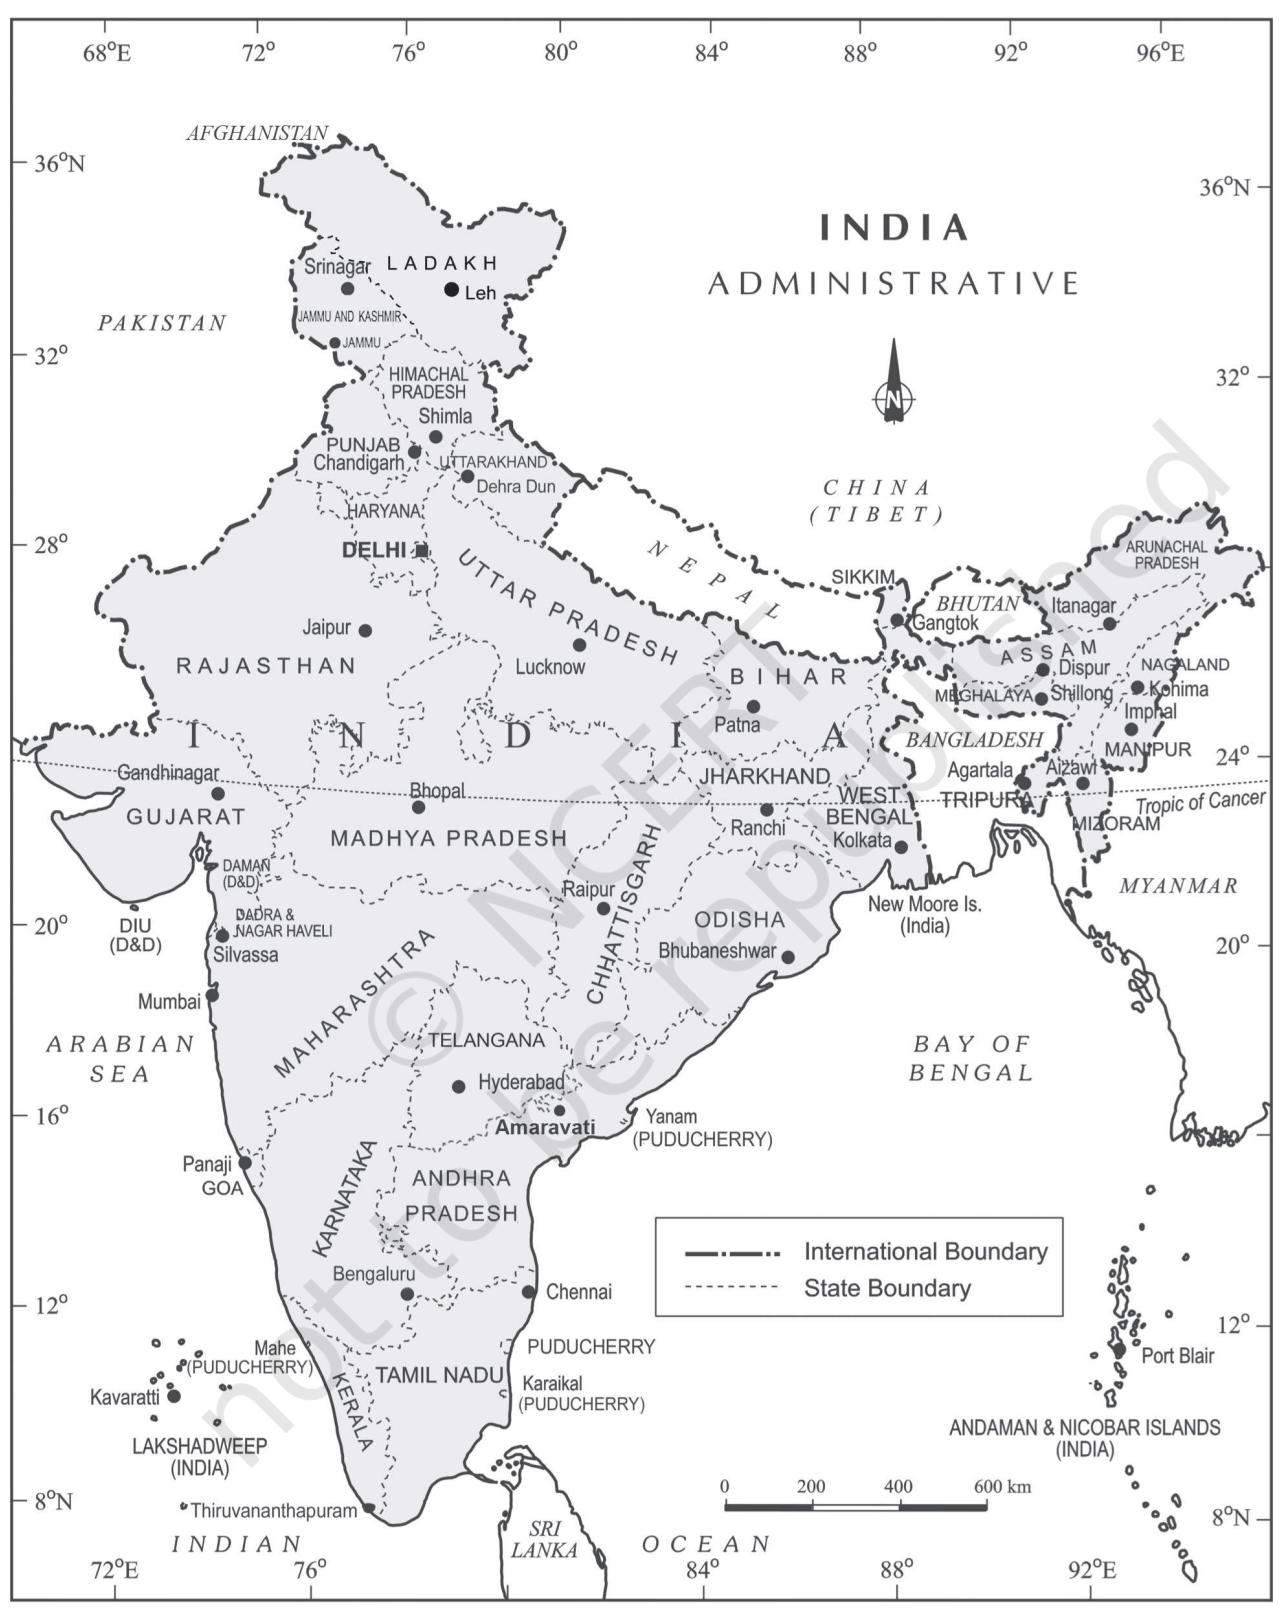 68°E 72° 76° 80° 84° 88° 92° 96°E
AFGHANISTAN
36°N
36°N
INDIA
ADMINISTRATIVE
Srinagar
LADAKH
Leh
PAKISTAN
JAMMU AND KASHMIR
JAMMU
32°
32°
N
HIMACHAL
PRADESH
Shimla
PUNJAB
Chandigarh
UTTARAKHAND
Dehra Dun
CHINA
(TIBET)
HARYANA
28°
DELHI
NEPAL
ARUNACHAL
PRADESH
UTTAR PRADESH
SIKKIM
BHUTAN
Itanagar
Gangtok
Jaipur
RAJASTHAN
Lucknow
BIHAR
ASSAM
Dispur
NAGALAND
MEGHALAYA
Shillong
Kohima
Patna
Imphal
INDIA
BANGLADESH
MANIPUR
24°
Gandhinagar
Agartala
Aizawl
Bhopal
JHARKHAND
WEST
BENGAL
TRIPURA
Tropic of Cancer
GUJARAT
MADHYA PRADESH
Ranchi
Kolkata
MIZORAM
DAMAN
(D&D)
CHHATTISGARH
Raipur
MYANMAR
New Moore Is.
(India)
DIU
(D&D)
20°
DADRA &
NAGAR HAVELI
Silvassa
ODISHA
Bhubaneshwar
20°
MAHARASHTRA
Mumbai
ARABIAN
SEA
TELANGANA
BAY OF
BENGAL
Hyderabad
16°
Amaravati
Yanam
(PUDUCHERRY)
Panaji
GOA
KARNATAKA
ANDHRA
PRADESH
International Boundary
State Boundary
Bengaluru
Chennai
12°
12°
Mahe
(PUDUCHERRY)
PUDUCHERRY
Port Blair
TAMIL NADU
Kavaratti
KERALA
Karaikal
(PUDUCHERRY)
LAKSHADWEEP
(INDIA)
ANDAMAN & NICOBAR ISLANDS
(INDIA)
0 200 400 600 km
8°N
Thiruvananthapuram
8°N
INDIAN OCEAN
SRI
LANKA
72°E 76° 84° 88° 92°E
© NCERT
not to be republished